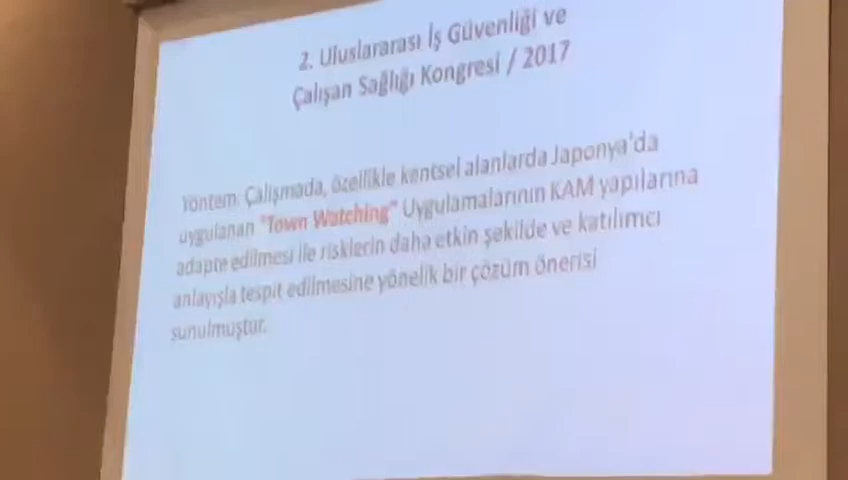 2. Uluslararası İş Güvenliği ve
Çalışan Sağlığı Kongresi / 2017
Yöntem: Çalışmada, özellikle kentsel alanlarda Japonya'da
uygulanan "Town Watching" Uygulamalarının KAM yapılarına
adapte edilmesi ile risklerin daha etkin şekilde ve katılımcı
anlayışla tespit edilmesine yönelik bir çözüm önerisi
sunulmuştur.